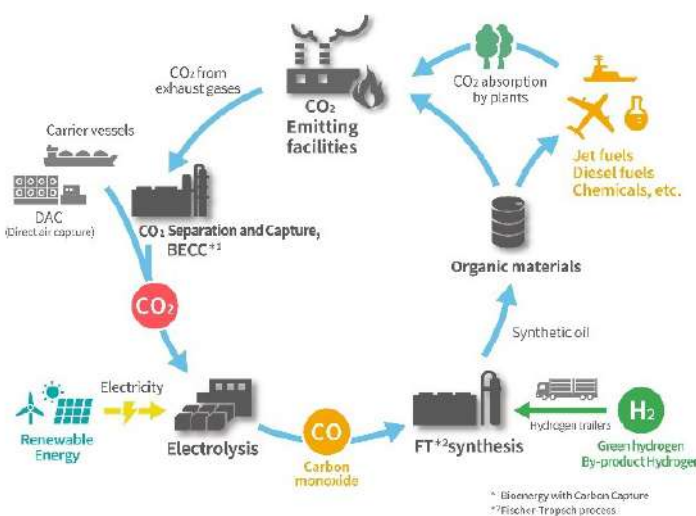 CO₂ from
exhaust gases
CO₂
Emitting
facilities
CO₂ absorption
by plants
Jet fuels
Diesel fuels
Chemicals, etc.
Carrier vessels
DAC
(Direct air capture)
CO₂ Separation and Capture,
BECC*¹
CO₂
Organic materials
Synthetic oil
Renewable
Energy
Electricity
Electrolysis
CO
Carbon
monoxide
FT*²synthesis
Hydrogen trailers
H₂
Green hydrogen
By-product Hydrogen
*¹ Bioenergy with Carbon Capture
*²Fischer-Tropsch process